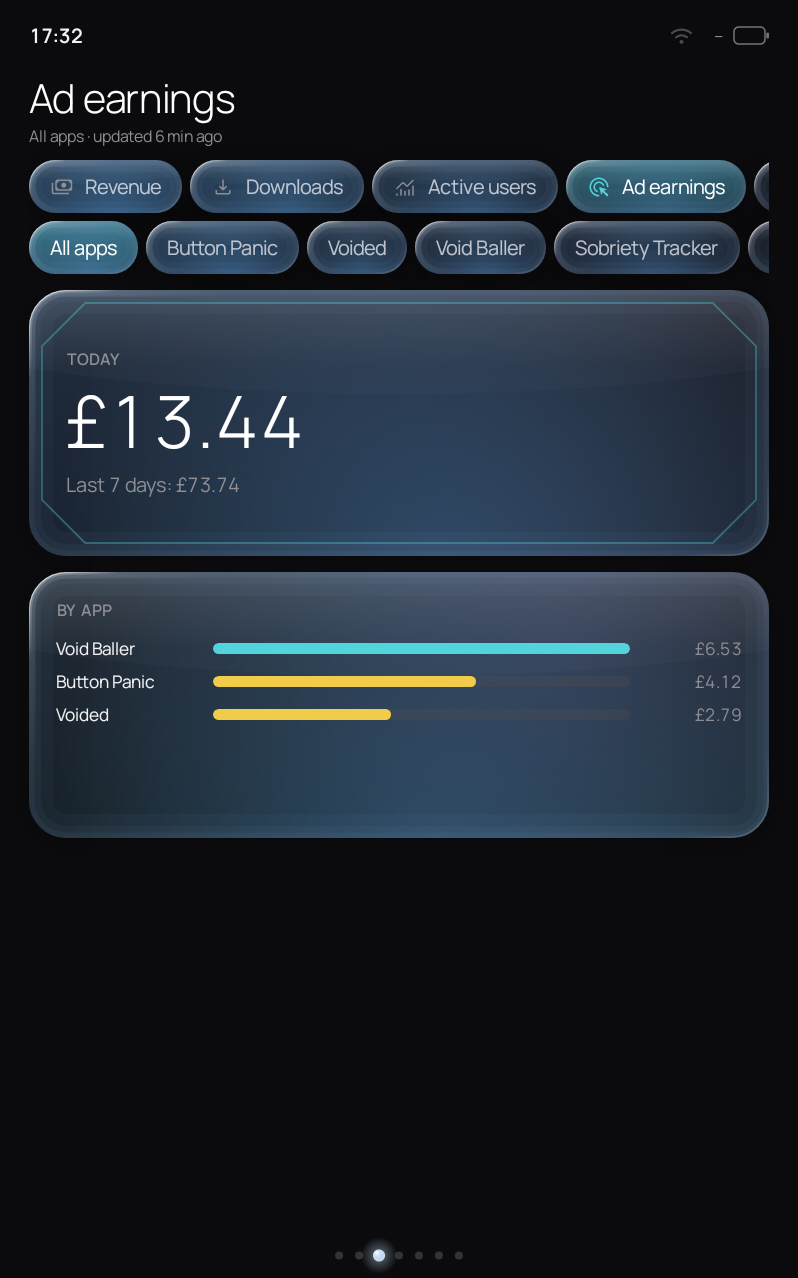 17:32
–
Ad earnings
All apps · updated 6 min ago
Revenue Downloads Active users Ad earnings
All apps Button Panic Voided Void Baller Sobriety Tracker
TODAY
£13.44
Last 7 days: £73.74
BY APP
Void Baller £6.53
Button Panic £4.12
Voided £2.79